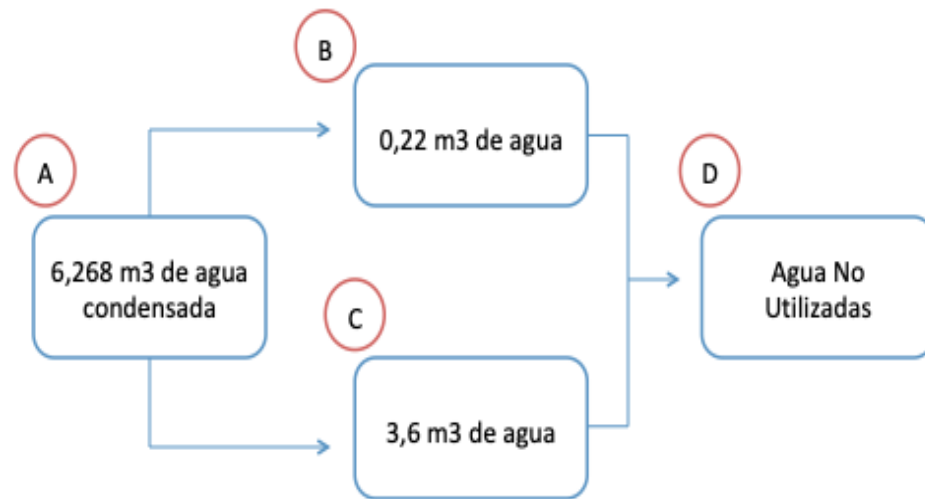 B
0,22 m3 de agua
A
D
6,268 m3 de agua
condensada
Agua No
Utilizadas
C
3,6 m3 de agua